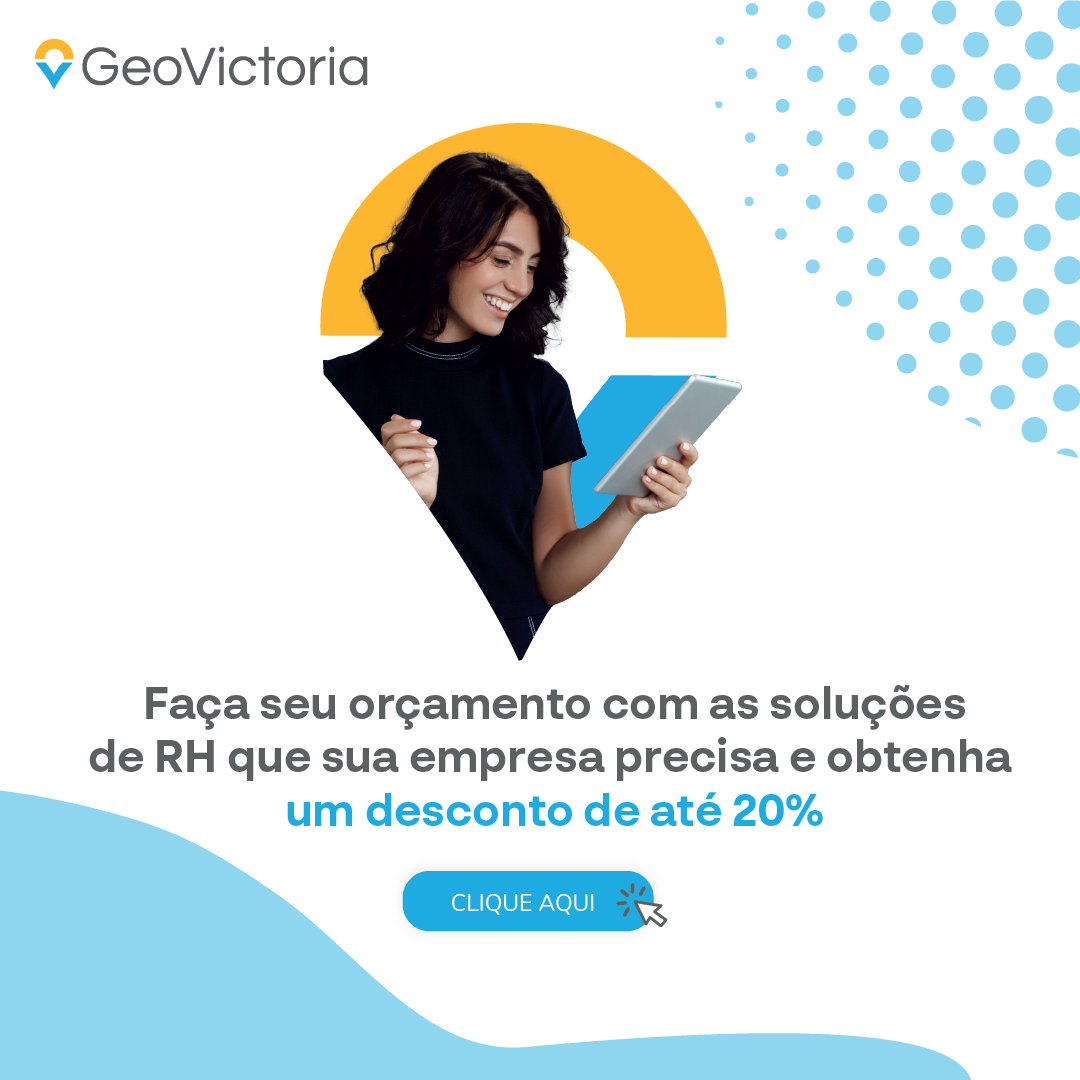 GeoVictoria
Faça seu orçamento com as soluções
de RH que sua empresa precisa e obtenha
um desconto de até 20%
CLIQUE AQUI